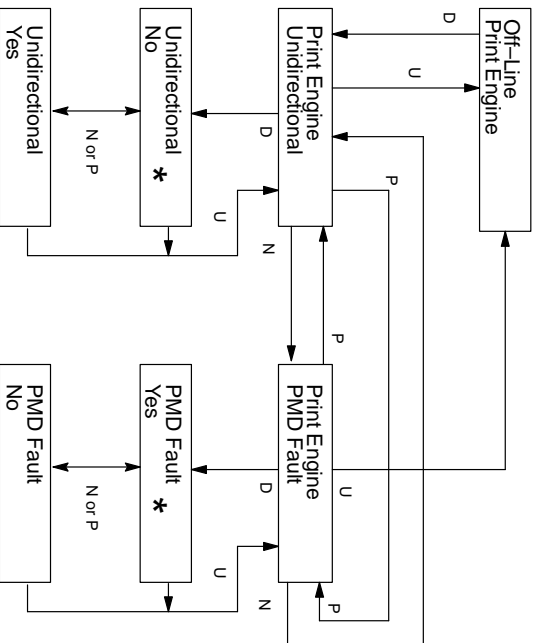 Off–Line
Print Engine
D
U
Print Engine
Unidirectional
P
D
N
U
Unidirectional
No *
N or P
Unidirectional
Yes
P
Print Engine
PMD Fault
U
D
N
P
U
PMD Fault
Yes *
N or P
PMD Fault
No